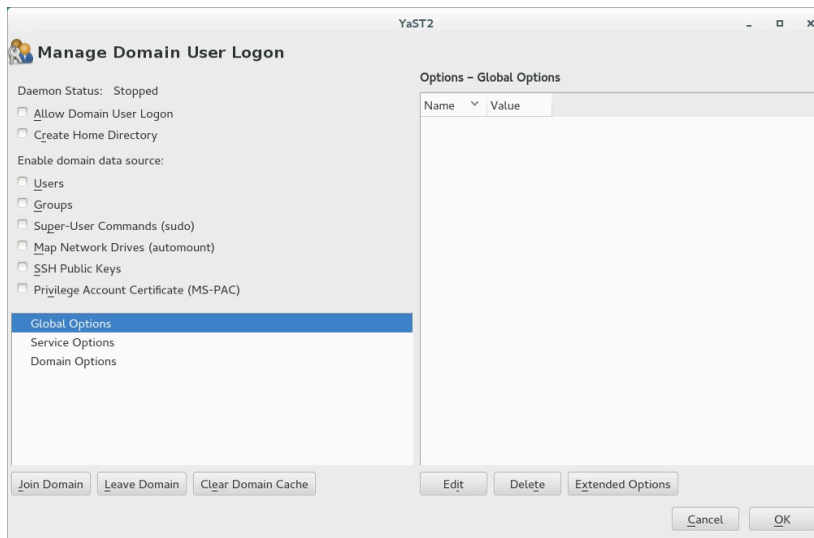 YaST2
Manage Domain User Logon
Daemon Status: Stopped
Allow Domain User Logon
Create Home Directory
Enable domain data source:
Users
Groups
Super-User Commands (sudo)
Map Network Drives (automount)
SSH Public Keys
Privilege Account Certificate (MS-PAC)
Global Options
Service Options
Domain Options
Join Domain Leave Domain Clear Domain Cache
Options – Global Options
Name Value
Edit Delete Extended Options
Cancel OK